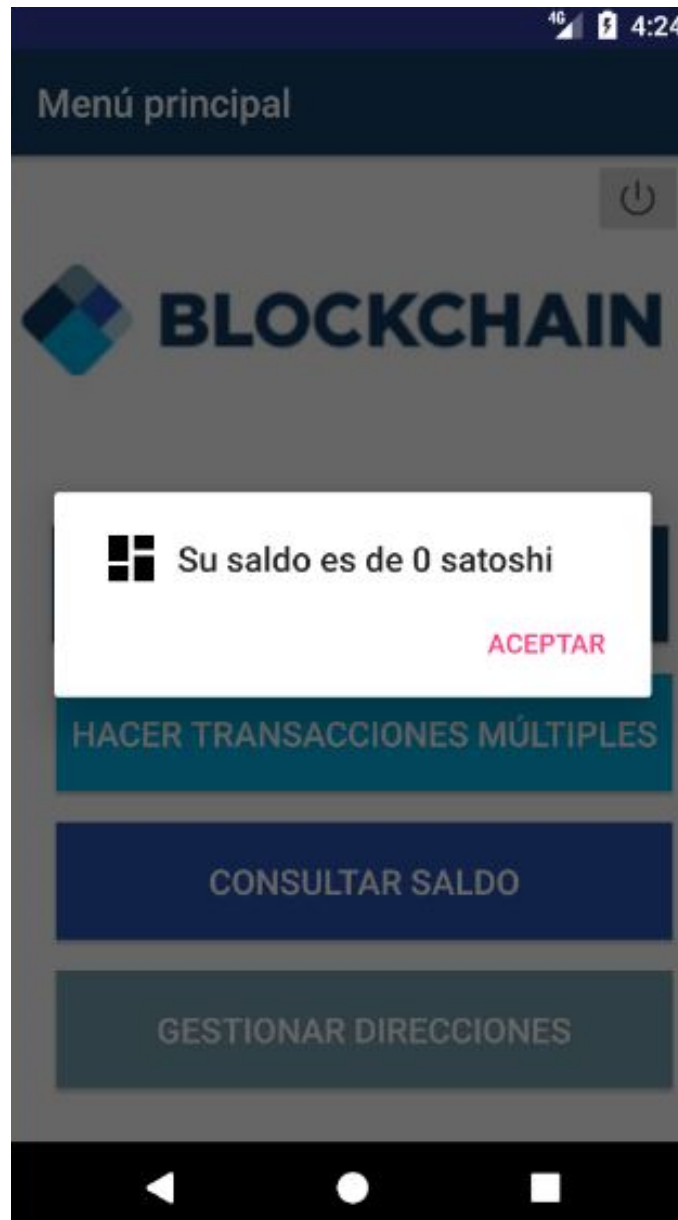 4G 4:24
Menú principal
BLOCKCHAIN
Su saldo es de 0 satoshi
ACEPTAR
HACER TRANSACCIONES MÚLTIPLES
CONSULTAR SALDO
GESTIONAR DIRECCIONES